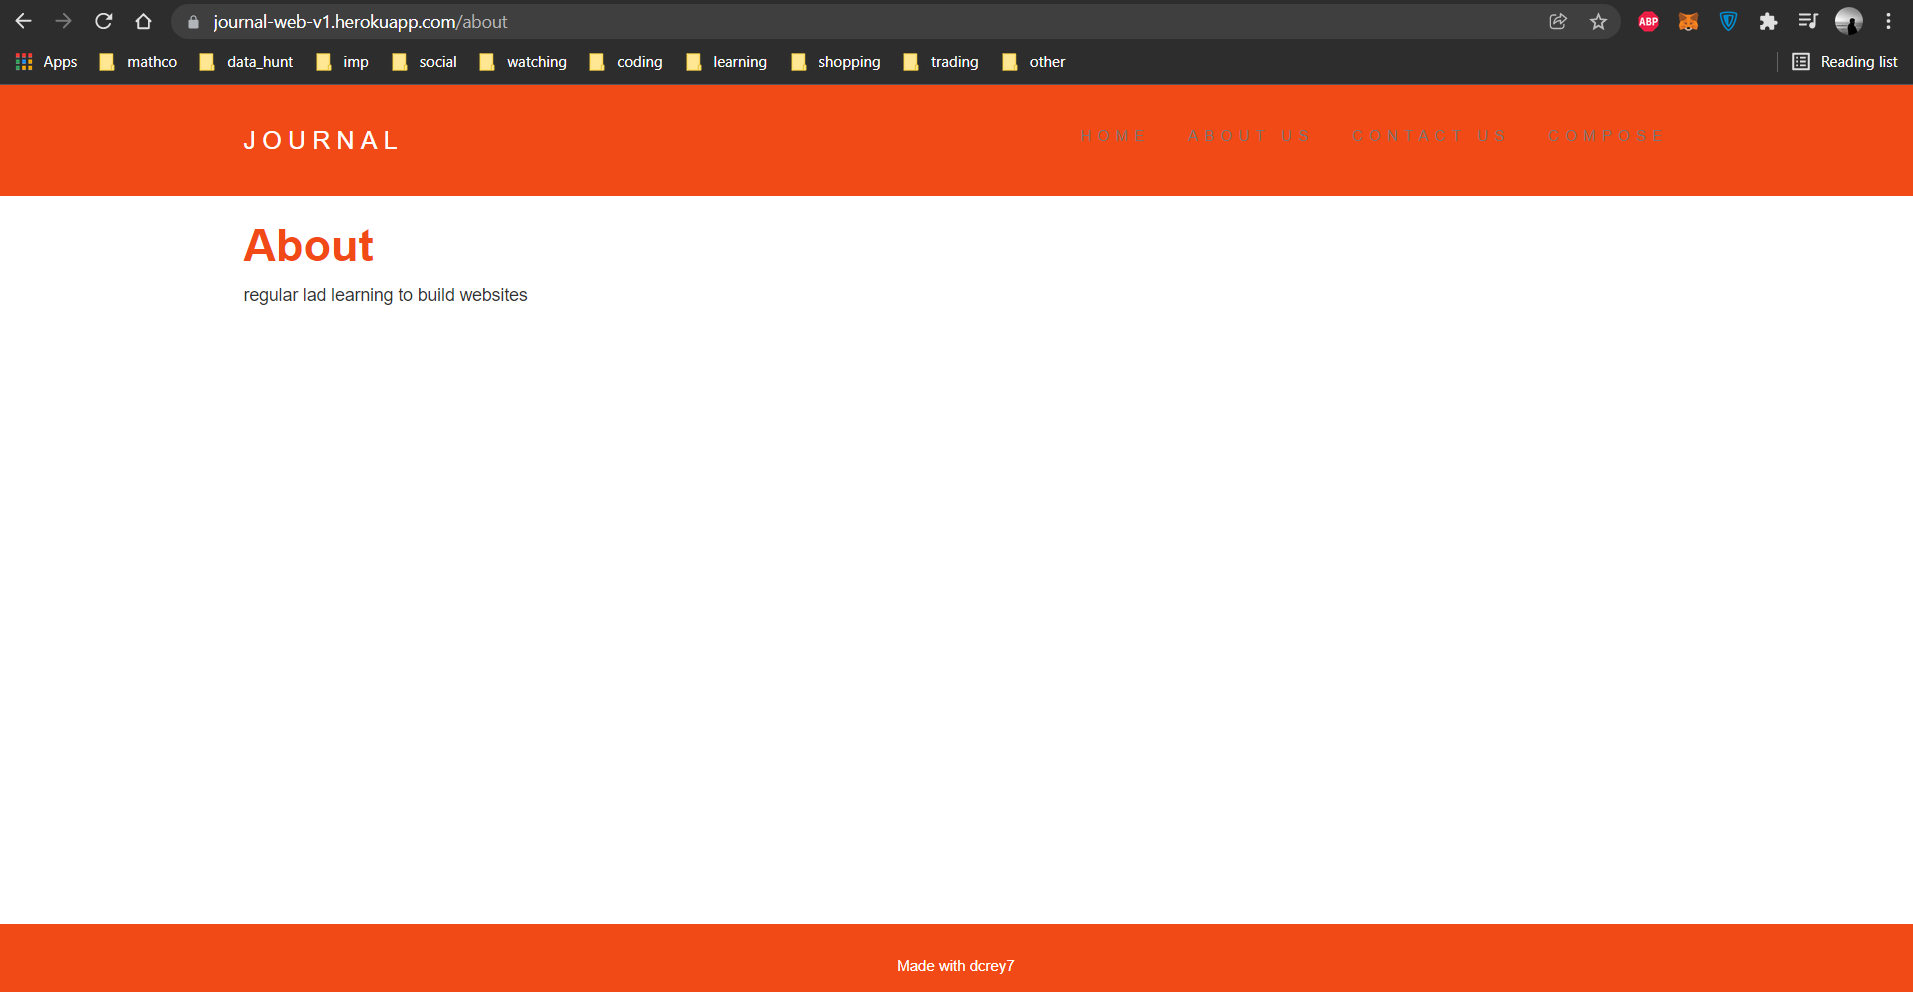 journal-web-v1.herokuapp.com/about
ABP
Apps mathco data_hunt imp social watching coding learning shopping trading other Reading list
JOURNAL HOME ABOUT US CONTACT US COMPOSE
About
regular lad learning to build websites
Made with dcrey7